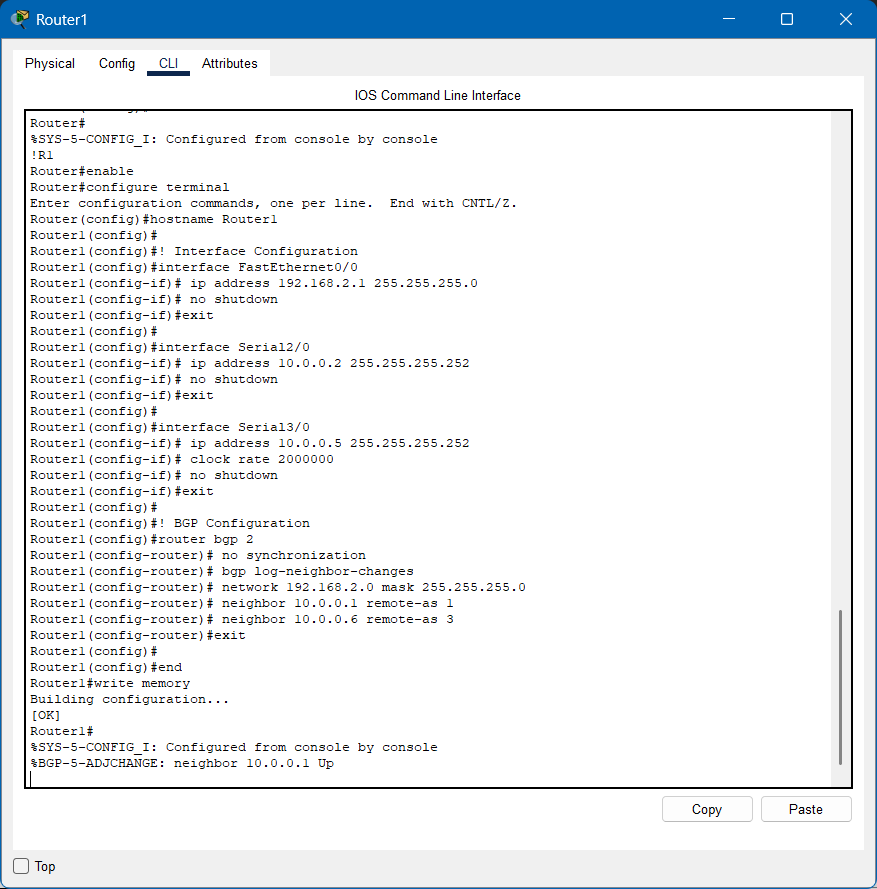 Router1
Physical Config CLI Attributes
IOS Command Line Interface
Router#
%SYS-5-CONFIG_I: Configured from console by console
!R1
Router#enable
Router#configure terminal
Enter configuration commands, one per line.  End with CNTL/Z.
Router(config)#hostname Router1
Router1(config)#
Router1(config)#! Interface Configuration
Router1(config)#interface FastEthernet0/0
Router1(config-if)# ip address 192.168.2.1 255.255.255.0
Router1(config-if)# no shutdown
Router1(config-if)#exit
Router1(config)#
Router1(config)#interface Serial2/0
Router1(config-if)# ip address 10.0.0.2 255.255.255.252
Router1(config-if)# no shutdown
Router1(config-if)#exit
Router1(config)#
Router1(config)#interface Serial3/0
Router1(config-if)# ip address 10.0.0.5 255.255.255.252
Router1(config-if)# clock rate 2000000
Router1(config-if)# no shutdown
Router1(config-if)#exit
Router1(config)#
Router1(config)#! BGP Configuration
Router1(config)#router bgp 2
Router1(config-router)# no synchronization
Router1(config-router)# bgp log-neighbor-changes
Router1(config-router)# network 192.168.2.0 mask 255.255.255.0
Router1(config-router)# neighbor 10.0.0.1 remote-as 1
Router1(config-router)# neighbor 10.0.0.6 remote-as 3
Router1(config-router)#exit
Router1(config)#
Router1(config)#end
Router1#write memory
Building configuration...
[OK]
Router1#
%SYS-5-CONFIG_I: Configured from console by console
%BGP-5-ADJCHANGE: neighbor 10.0.0.1 Up
Copy Paste
Top